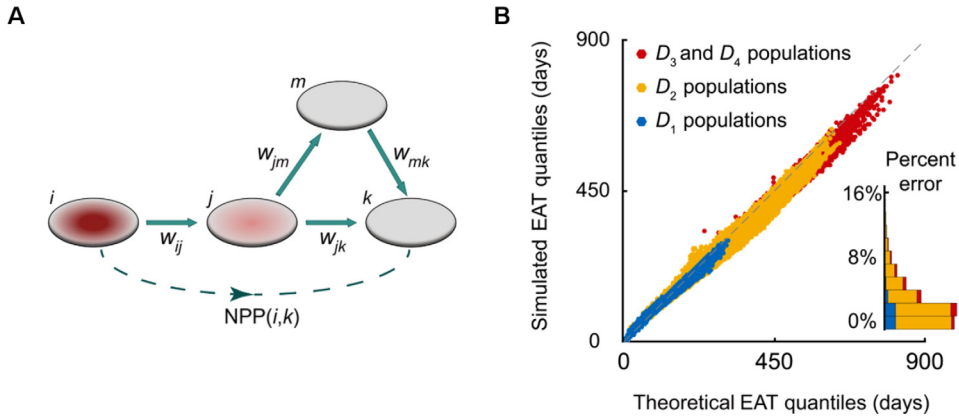 A
m
w_jm
w_mk
i
j
k
w_ij
w_jk
NPP(i,k)
B
Simulated EAT quantiles (days)
900
450
0
D_3 and D_4 populations
D_2 populations
D_1 populations
Percent
error
16%
8%
0%
0
450
900
Theoretical EAT quantiles (days)